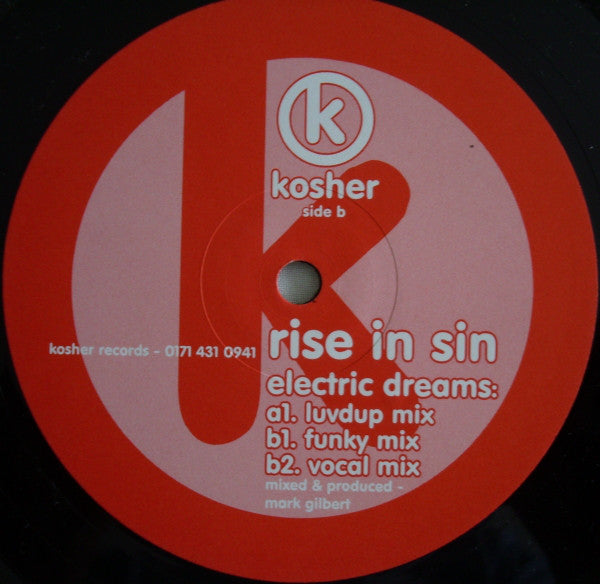 k
kosher
side b
kosher records - 0171 431 0941
rise in sin
electric dreams:
a1. luvdup mix
b1. funky mix
b2. vocal mix
mixed & produced -
mark gilbert